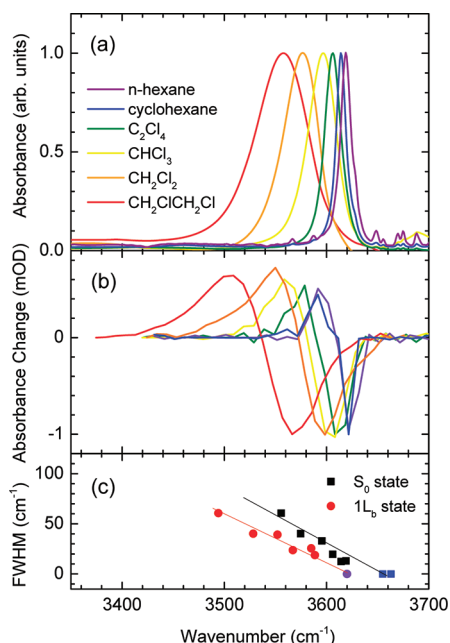 (a)
1.0
0.5
0.0
Absorbance (arb. units)
n-hexane
cyclohexane
C₂Cl₄
CHCl₃
CH₂Cl₂
CH₂ClCH₂Cl
(b)
0
-1
Absorbance Change (mOD)
(c)
100
50
0
FWHM (cm⁻¹)
S₀ state
1L_b state
3400 3500 3600 3700
Wavenumber (cm⁻¹)